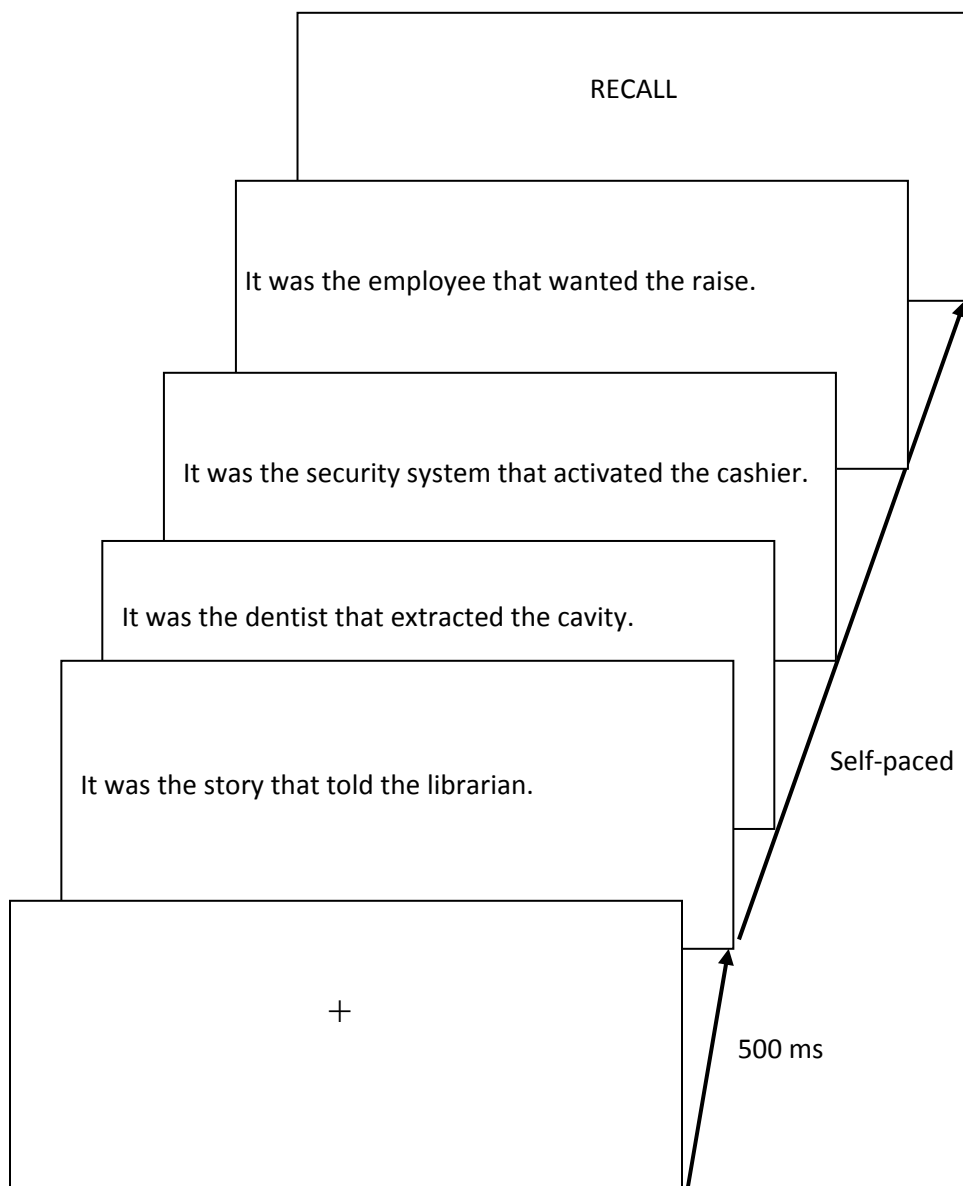 RECALL
It was the employee that wanted the raise.
It was the security system that activated the cashier.
It was the dentist that extracted the cavity.
Self-paced
It was the story that told the librarian.
+
500 ms